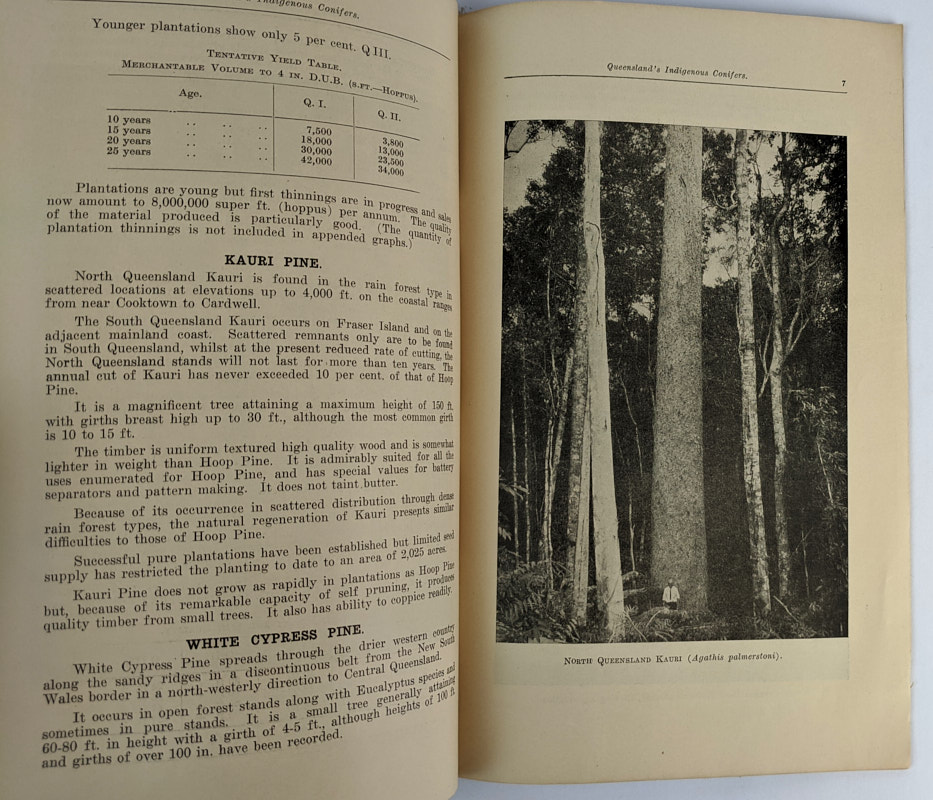 Indigenous Conifers.
Younger plantations show only 5 per cent. Q III.
TENTATIVE YIELD TABLE.
MERCHANTABLE VOLUME TO 4 IN. D.U.B. (S.FT.—HOPPUS).
Age. Q. I. Q. II.
10 years .. .. .. 7,500 3,800
15 years .. .. .. 18,000 13,000
20 years .. .. .. 30,000 23,500
25 years .. .. .. 42,000 34,000
Plantations are young but first thinnings are in progress and sales
now amount to 8,000,000 super ft. (hoppus) per annum. The quality
of the material produced is particularly good. (The quantity of
plantation thinnings is not included in appended graphs.)
KAURI PINE.
North Queensland Kauri is found in the rain forest type in
scattered locations at elevations up to 4,000 ft. on the coastal ranges
from near Cooktown to Cardwell.
The South Queensland Kauri occurs on Fraser Island and on the
adjacent mainland coast. Scattered remnants only are to be found
in South Queensland, whilst at the present reduced rate of cutting, the
North Queensland stands will not last for more than ten years. The
annual cut of Kauri has never exceeded 10 per cent. of that of Hoop
Pine.
It is a magnificent tree attaining a maximum height of 150 ft.
with girths breast high up to 30 ft., although the most common girth
is 10 to 15 ft.
The timber is uniform textured high quality wood and is somewhat
lighter in weight than Hoop Pine. It is admirably suited for all the
uses enumerated for Hoop Pine, and has special values for battery
separators and pattern making. It does not taint butter.
Because of its occurrence in scattered distribution through dense
rain forest types, the natural regeneration of Kauri presents similar
difficulties to those of Hoop Pine.
Successful pure plantations have been established but limited seed
supply has restricted the planting to date to an area of 2,025 acres.
Kauri Pine does not grow as rapidly in plantations as Hoop Pine
but, because of its remarkable capacity of self pruning, it produces
quality timber from small trees. It also has ability to coppice readily.
WHITE CYPRESS PINE.
White Cypress Pine spreads through the drier western country
along the sandy ridges in a discontinuous belt from the New South
Wales border in a north-westerly direction to Central Queensland.
It occurs in open forest stands along with Eucalyptus species and
sometimes in pure stands. It is a small tree generally attaining
60-80 ft. in height with a girth of 4-5 ft., although heights of 100 ft.
and girths of over 100 in. have been recorded.
Queensland's Indigenous Conifers. 7
NORTH QUEENSLAND KAURI (Agathis palmerstoni).